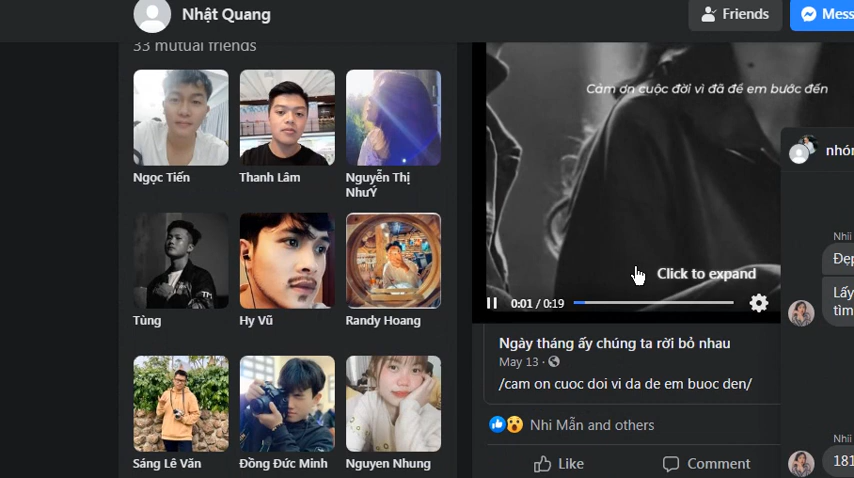 Nhật Quang
Friends
Mess
33 mutual friends
Ngọc Tiến
Thanh Lâm
Nguyễn Thị
NhưÝ
Tùng
Hy Vũ
Randy Hoang
Sáng Lê Văn
Đồng Đức Minh
Nguyen Nhung
Cảm ơn cuộc đời vì đã để em bước đến
Click to expand
0:01 / 0:19
Ngày tháng ấy chúng ta rời bỏ nhau
May 13 ·
/cam on cuoc doi vi da de em buoc den/
Nhi Mẫn and others
Like
Comment
nhón
Nhii
Đẹp
Lấy
tìm
Nhii
181